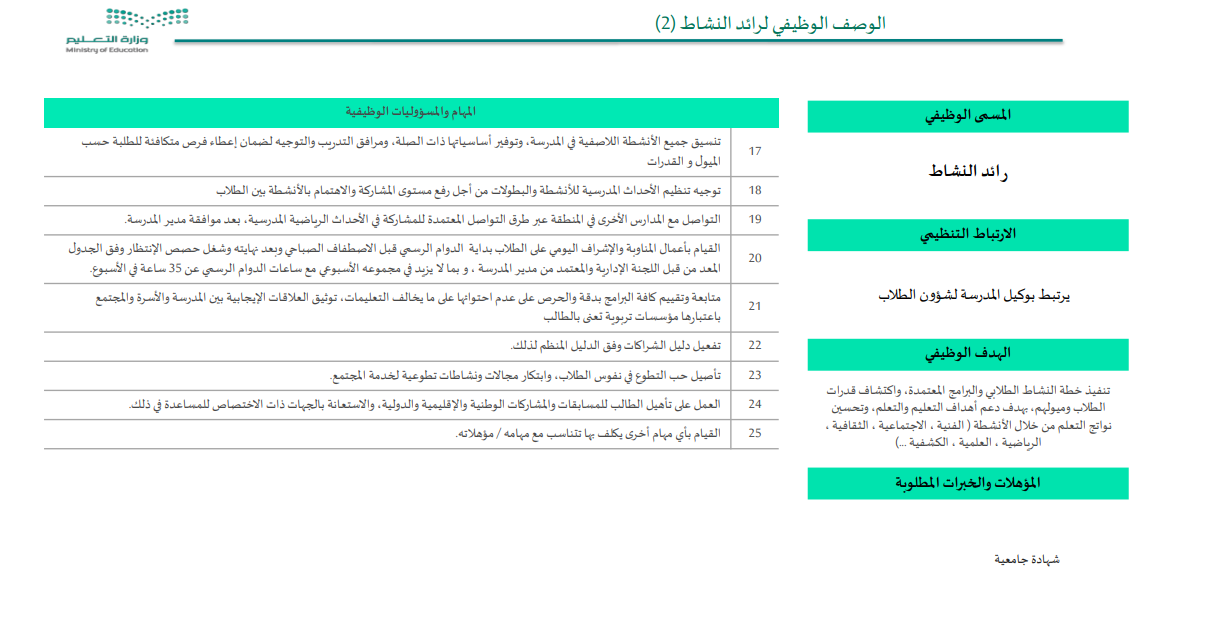 الوصف الوظيفي لرائد النشاط (2)
وزارة التعليم
Ministry of Education
المسمى الوظيفي
رائد النشاط
الارتباط التنظيمي
يرتبط بوكيل المدرسة لشؤون الطلاب
الهدف الوظيفي
تنفيذ خطة النشاط الطلابي والبرامج المعتمدة، واكتشاف قدرات
الطلاب وميولهم، بهدف دعم أهداف التعليم والتعلم، وتحسين
نواتج التعلم من خلال الأنشطة ( الفنية ، الاجتماعية ، الثقافية ،
الرياضية ، العلمية ، الكشفية ...)
المؤهلات والخبرات المطلوبة
شهادة جامعية
المهام والمسؤوليات الوظيفية
17 تنسيق جميع الأنشطة اللاصفية في المدرسة، وتوفير أساسياتها ذات الصلة، ومرافق التدريب والتوجيه لضمان إعطاء فرص متكافئة للطلبة حسب
الميول و القدرات
18 توجيه تنظيم الأحداث المدرسية للأنشطة والبطولات من أجل رفع مستوى المشاركة والاهتمام بالأنشطة بين الطلاب
19 التواصل مع المدارس الأخرى في المنطقة عبر طرق التواصل المعتمدة للمشاركة في الأحداث الرياضية المدرسية، بعد موافقة مدير المدرسة.
20 القيام بأعمال المناوبة والإشراف اليومي على الطلاب بداية الدوام الرسمي قبل الاصطفاف الصباحي وبعد نهايته وشغل حصص الإنتظار وفق الجدول
المعد من قبل اللجنة الإدارية والمعتمد من مدير المدرسة ، و بما لا يزيد في مجموعه الأسبوعي مع ساعات الدوام الرسمي عن 35 ساعة في الأسبوع.
21 متابعة وتقييم كافة البرامج بدقة والحرص على عدم احتوائها على ما يخالف التعليمات، توثيق العلاقات الإيجابية بين المدرسة والأسرة والمجتمع
باعتبارها مؤسسات تربوية تعنى بالطالب
22 تفعيل دليل الشراكات وفق الدليل المنظم لذلك.
23 تأصيل حب التطوع في نفوس الطلاب، وابتكار مجالات ونشاطات تطوعية لخدمة المجتمع.
24 العمل على تأهيل الطالب للمسابقات والمشاركات الوطنية والإقليمية والدولية، والاستعانة بالجهات ذات الاختصاص للمساعدة في ذلك.
25 القيام بأي مهام أخرى يكلف بها تتناسب مع مهامه / مؤهلاته.